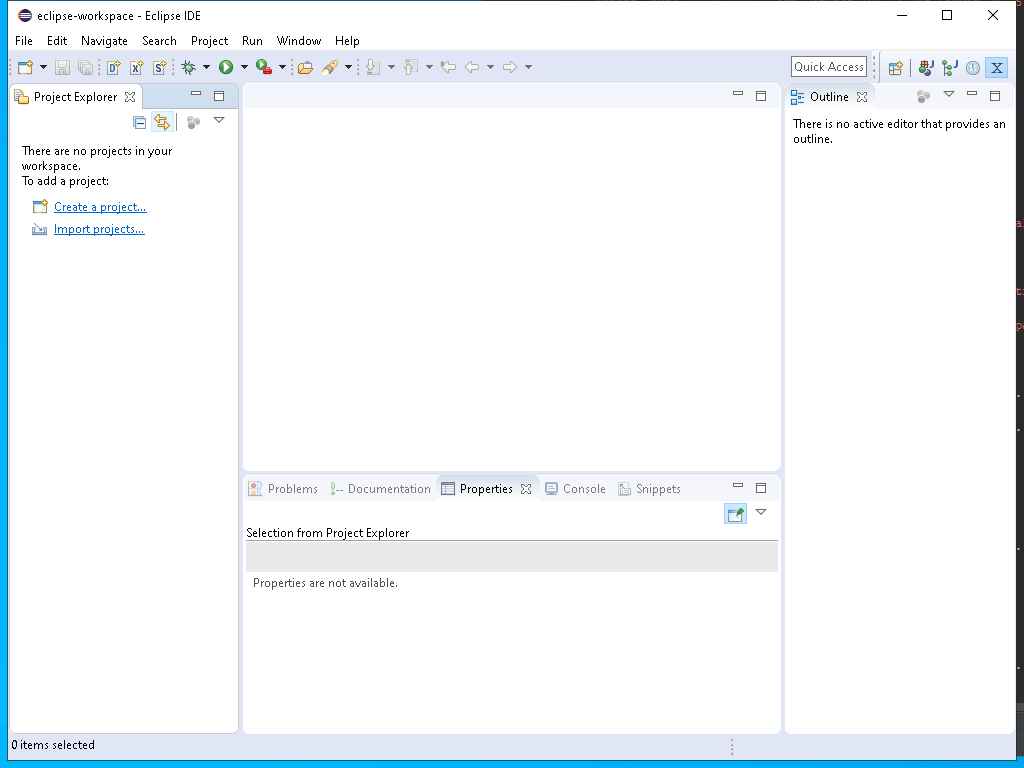 eclipse-workspace - Eclipse IDE
File Edit Navigate Search Project Run Window Help
Quick Access
Project Explorer
There are no projects in your
workspace.
To add a project:
Create a project...
Import projects...
Outline
There is no active editor that provides an
outline.
Problems Documentation Properties Console Snippets
Selection from Project Explorer
Properties are not available.
0 items selected